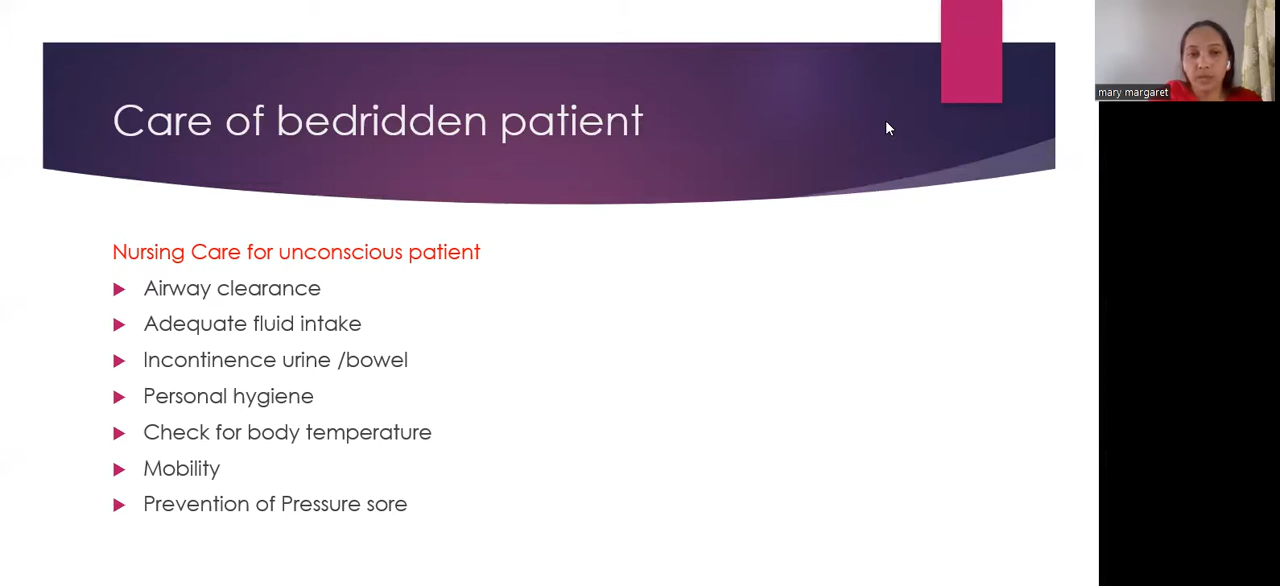 Care of bedridden patient
mary margaret
Nursing Care for unconscious patient
Airway clearance
Adequate fluid intake
Incontinence urine /bowel
Personal hygiene
Check for body temperature
Mobility
Prevention of Pressure sore